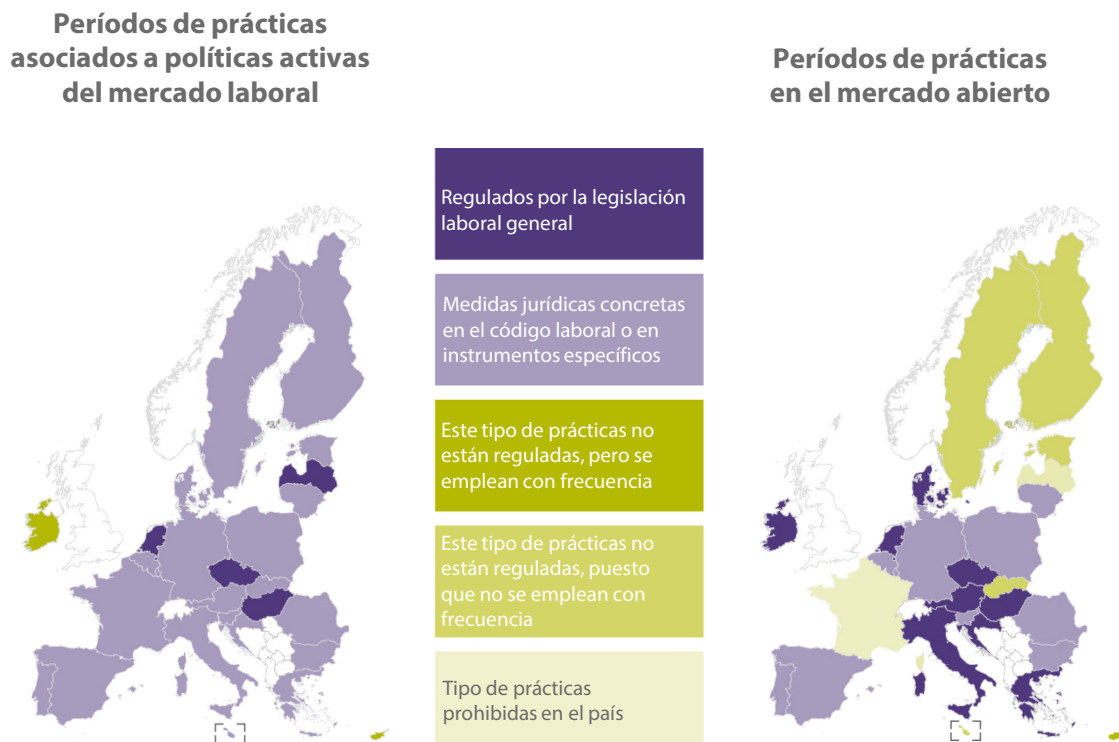 Períodos de prácticas
asociados a políticas activas
del mercado laboral
Períodos de prácticas
en el mercado abierto
Regulados por la legislación
laboral general
Medidas jurídicas concretas
en el código laboral o en
instrumentos específicos
Este tipo de prácticas no
están reguladas, pero se
emplean con frecuencia
Este tipo de prácticas no
están reguladas, puesto
que no se emplean con
frecuencia
Tipo de prácticas
prohibidas en el país